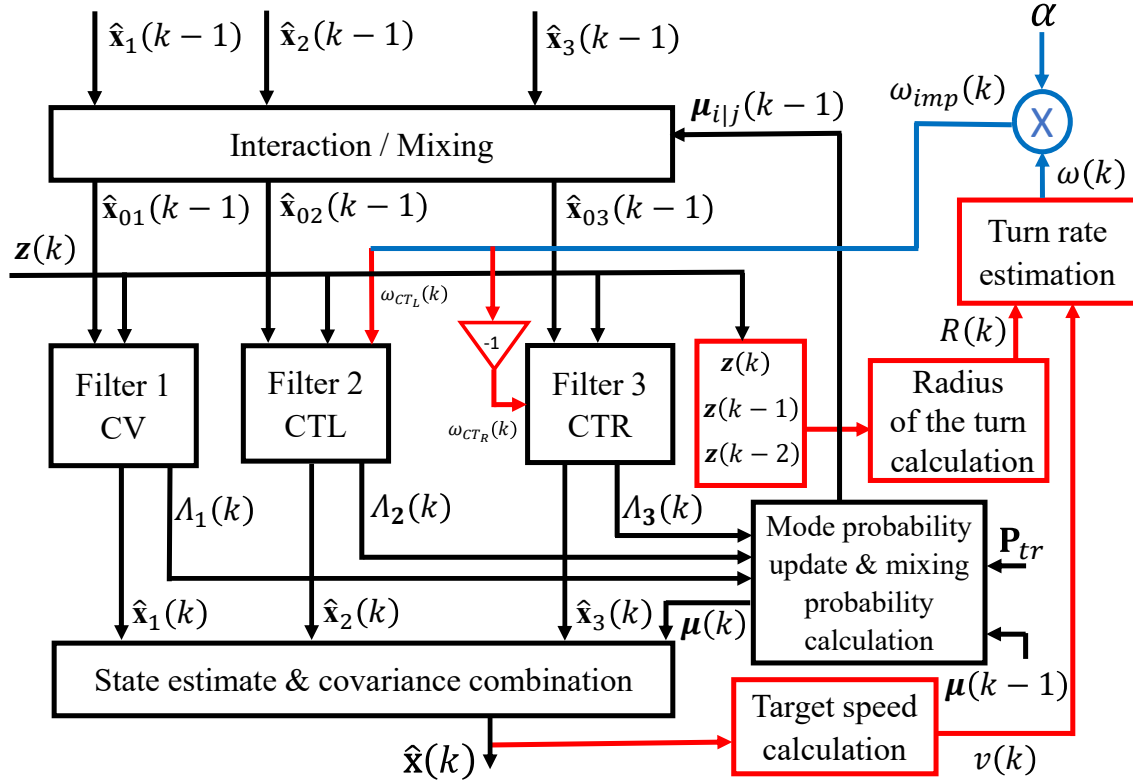 x̂₁(k−1)
x̂₂(k−1)
x̂₃(k−1)
α
ω_{imp}(k)
μ_{i|j}(k−1)
X
Interaction / Mixing
ω(k)
x̂₀₁(k−1)
x̂₀₂(k−1)
x̂₀₃(k−1)
Turn rate
estimation
z(k)
ω_{CT_L}(k)
R(k)
-1
Filter 1
CV
Filter 2
CTL
Filter 3
CTR
ω_{CT_R}(k)
z(k)
z(k−1)
z(k−2)
Radius
of the turn
calculation
Λ₁(k)
Λ₂(k)
Λ₃(k)
Mode probability
update & mixing
probability
calculation
P_{tr}
x̂₁(k)
x̂₂(k)
x̂₃(k)
μ(k)
μ(k−1)
State estimate & covariance combination
Target speed
calculation
v(k)
x̂(k)